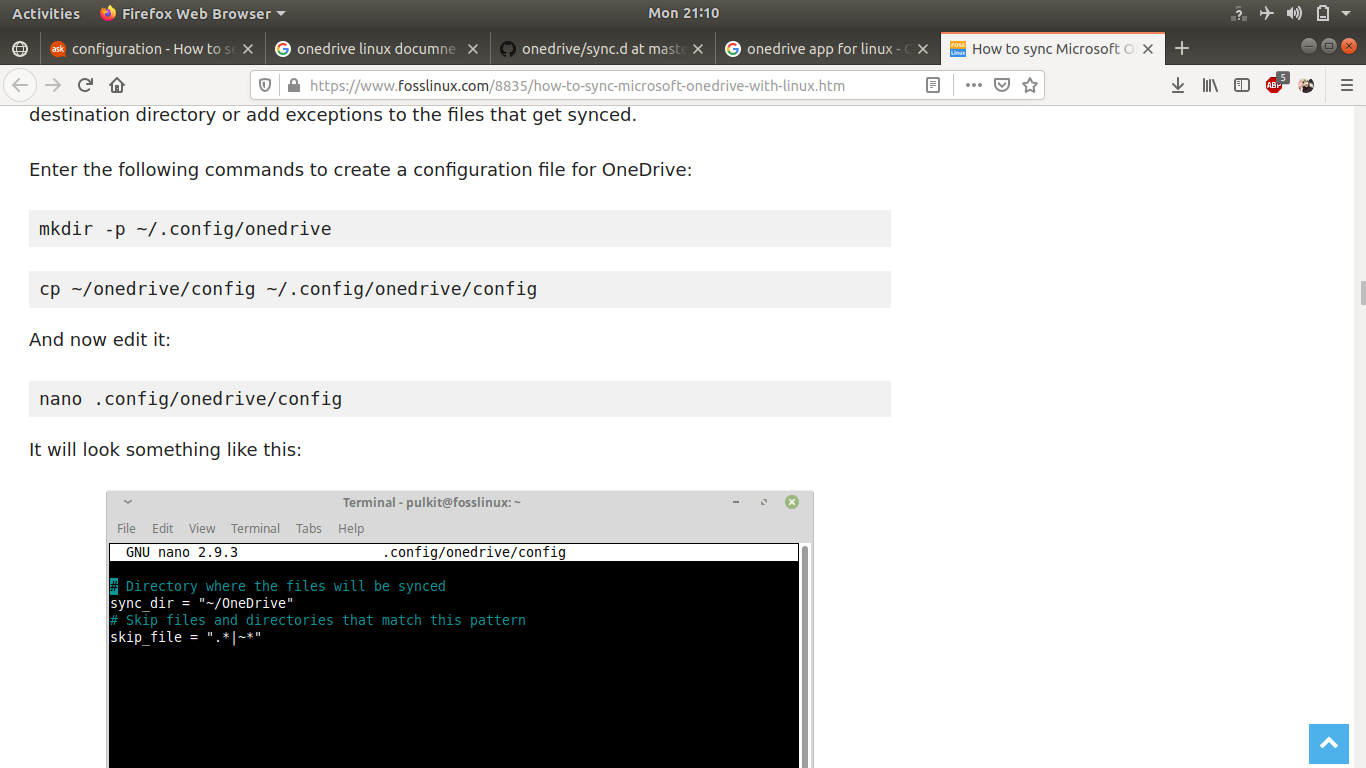 Activities Firefox Web Browser Mon 21:10
configuration - How to se onedrive linux documne onedrive/sync.d at maste onedrive app for linux - G How to sync Microsoft O
https://www.fosslinux.com/8835/how-to-sync-microsoft-onedrive-with-linux.htm ABP 5
destination directory or add exceptions to the files that get synced.
Enter the following commands to create a configuration file for OneDrive:
mkdir -p ~/.config/onedrive
cp ~/onedrive/config ~/.config/onedrive/config
And now edit it:
nano .config/onedrive/config
It will look something like this:
Terminal - pulkit@fosslinux: ~
File Edit View Terminal Tabs Help
GNU nano 2.9.3 .config/onedrive/config
# Directory where the files will be synced
sync_dir = "~/OneDrive"
# Skip files and directories that match this pattern
skip_file = ".*|~*"